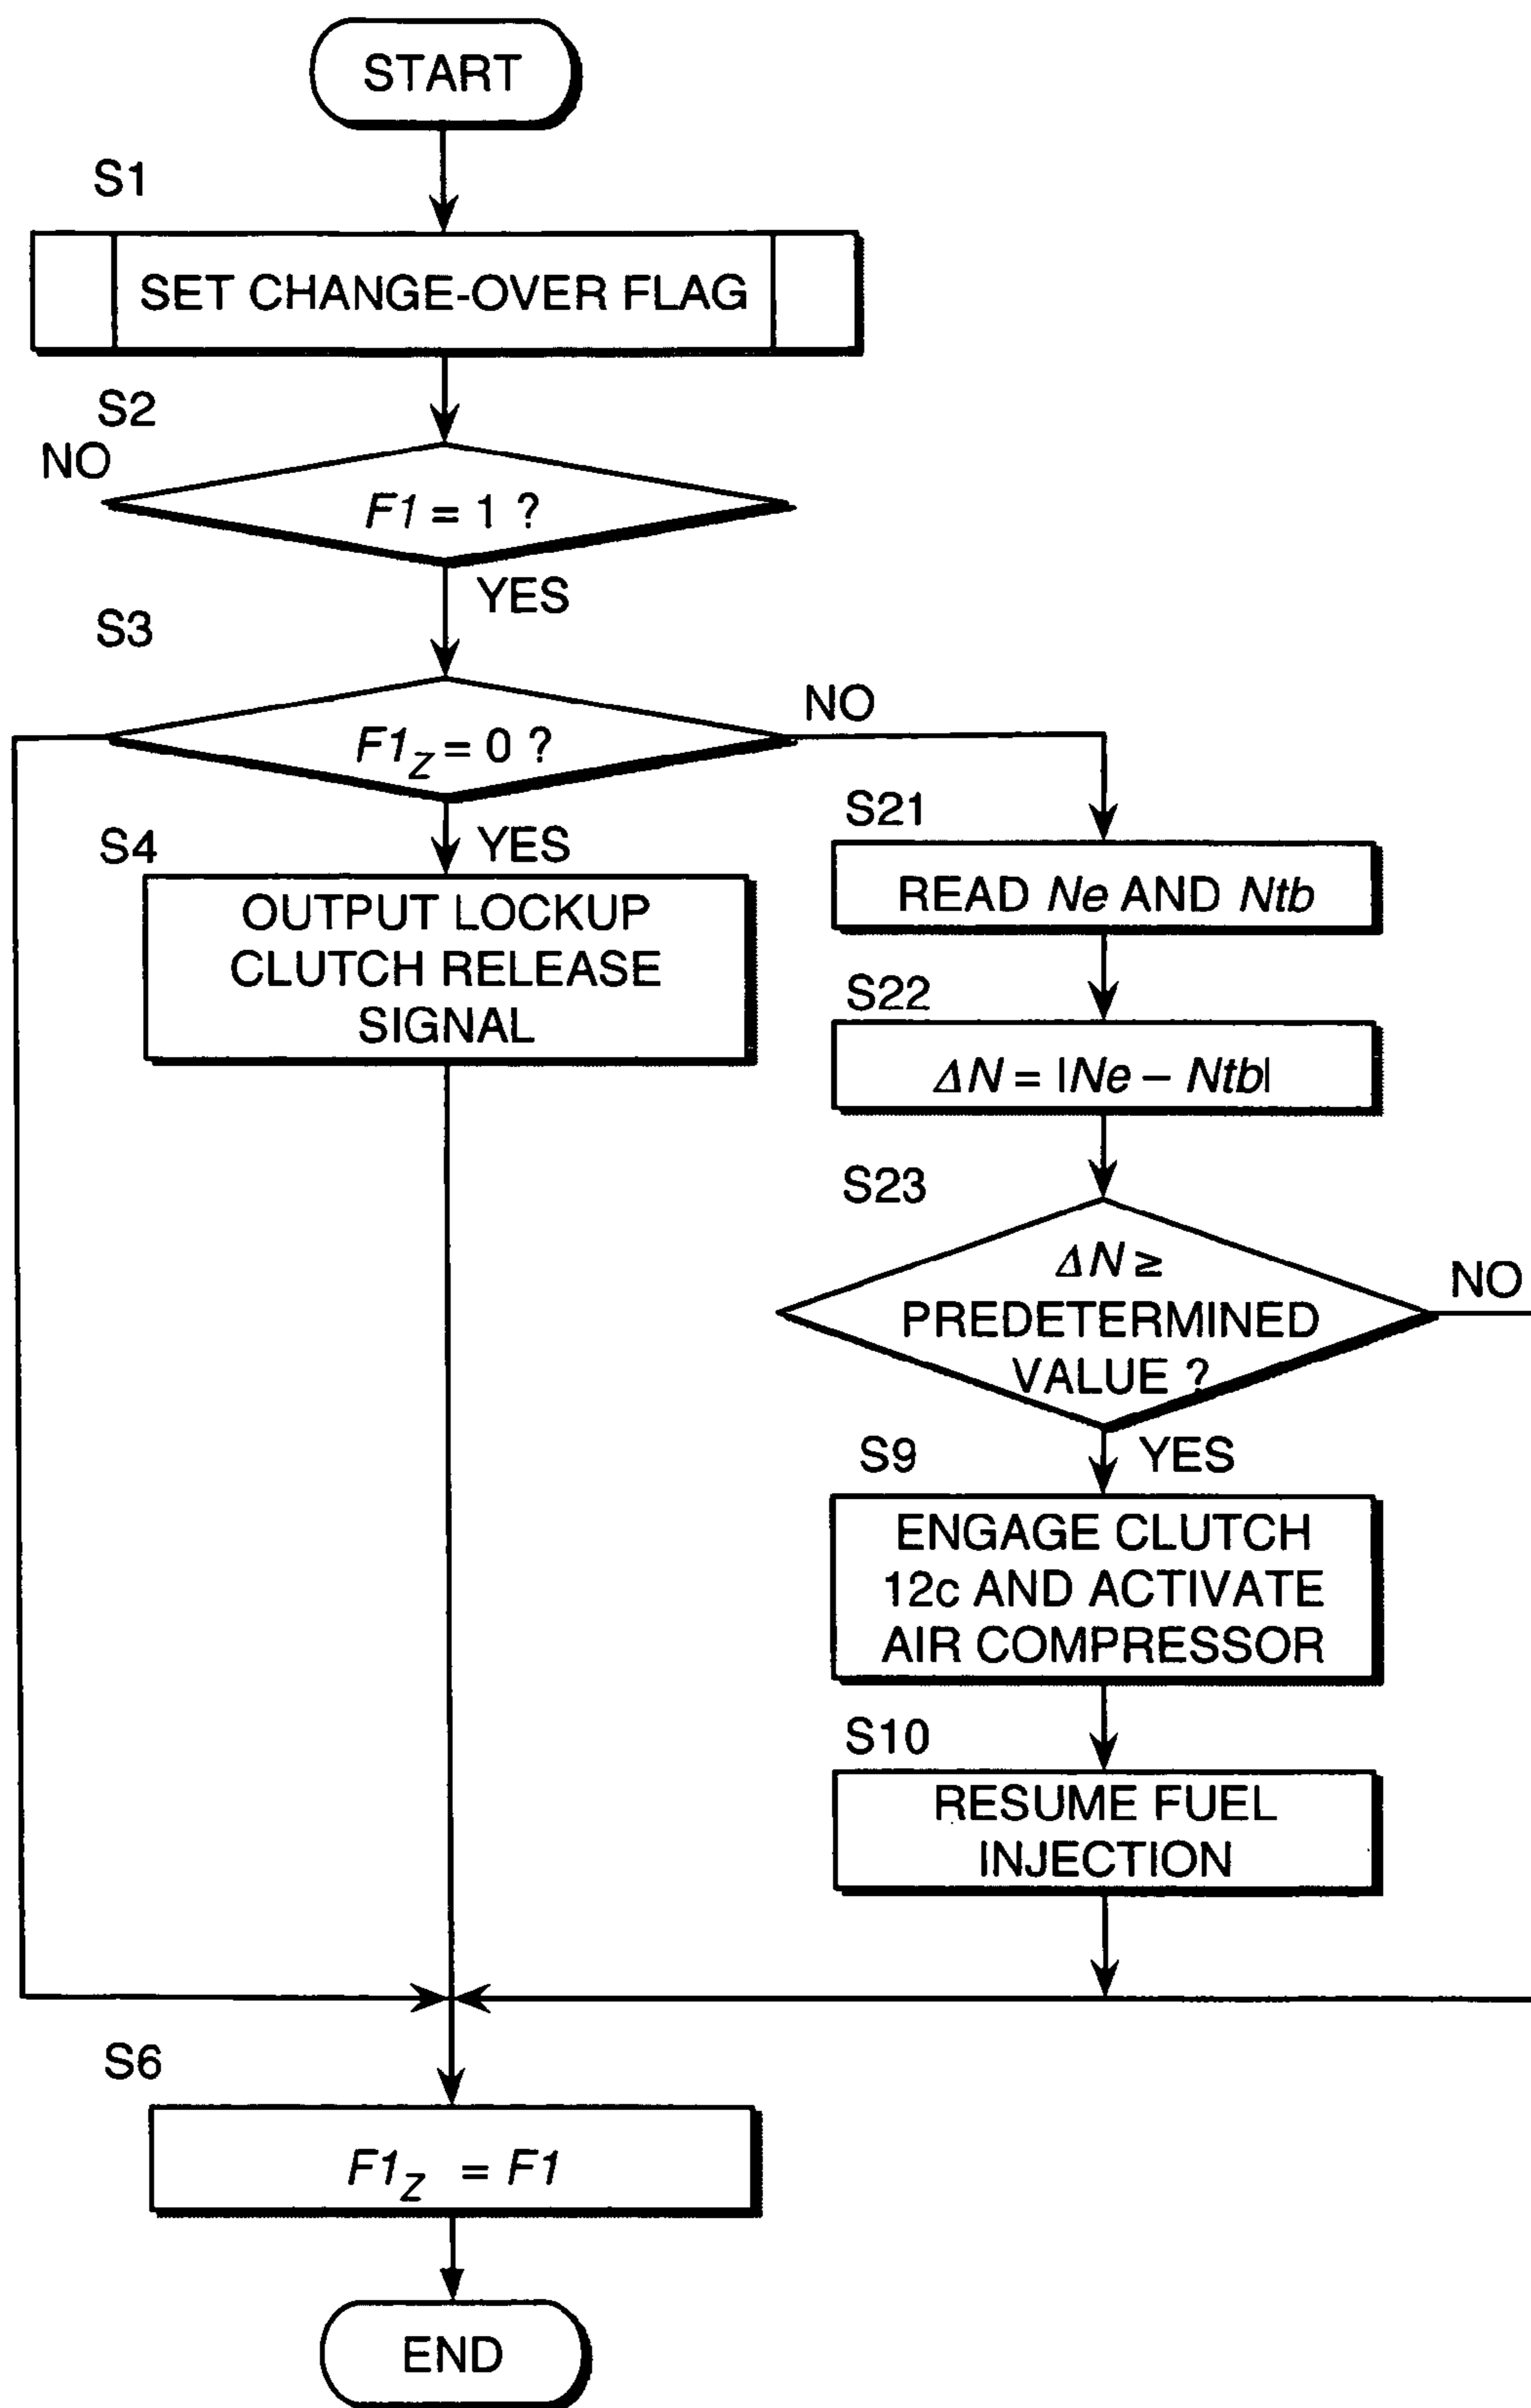 START
S1
SET CHANGE-OVER FLAG
S2
NO
F1 = 1 ?
YES
S3
NO
F1Z = 0 ?
S4
YES
OUTPUT LOCKUP
CLUTCH RELEASE
SIGNAL
S21
READ Ne AND Ntb
S22
ΔN = |Ne – Ntb|
S23
ΔN ≥
PREDETERMINED
VALUE ?
NO
S9
YES
ENGAGE CLUTCH
12c AND ACTIVATE
AIR COMPRESSOR
S10
RESUME FUEL
INJECTION
S6
F1Z = F1
END